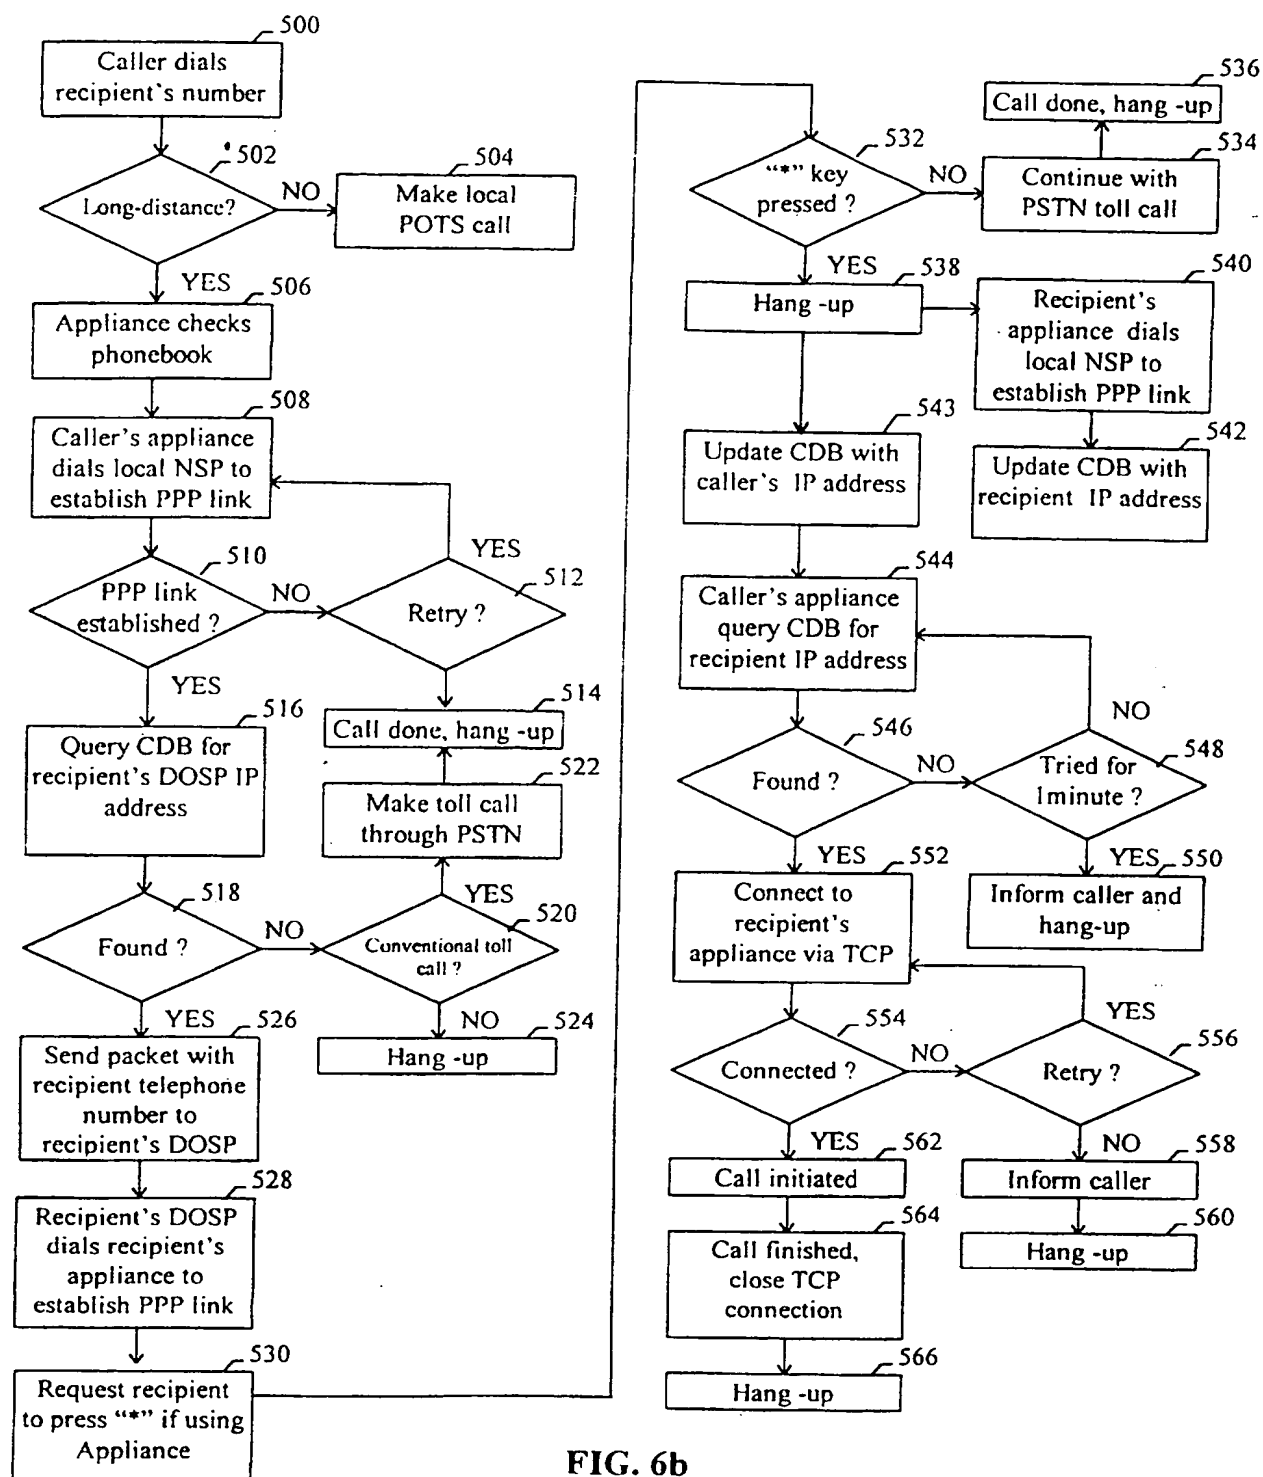 500
Caller dials
recipient's number
502
Long-distance?
NO
504
Make local
POTS call
YES
506
Appliance checks
phonebook
508
Caller's appliance
dials local NSP to
establish PPP link
510
PPP link
established ?
NO
YES
512
Retry ?
YES
514
Call done, hang -up
516
Query CDB for
recipient's DOSP IP
address
522
Make toll call
through PSTN
518
Found ?
NO
YES
520
Conventional toll
call ?
YES
NO
524
Hang -up
526
Send packet with
recipient telephone
number to
recipient's DOSP
528
Recipient's DOSP
dials recipient's
appliance to
establish PPP link
530
Request recipient
to press “*” if using
Appliance
532
“*” key
pressed ?
NO
534
Continue with
PSTN toll call
536
Call done, hang -up
YES
538
Hang -up
540
Recipient's
appliance dials
local NSP to
establish PPP link
542
Update CDB with
recipient IP address
543
Update CDB with
caller's IP address
544
Caller's appliance
query CDB for
recipient IP address
546
Found ?
NO
548
Tried for
1minute ?
NO
YES
550
Inform caller and
hang-up
YES
552
Connect to
recipient's
appliance via TCP
554
Connected ?
NO
556
Retry ?
YES
NO
558
Inform caller
560
Hang -up
YES
562
Call initiated
564
Call finished,
close TCP
connection
566
Hang -up
FIG. 6b